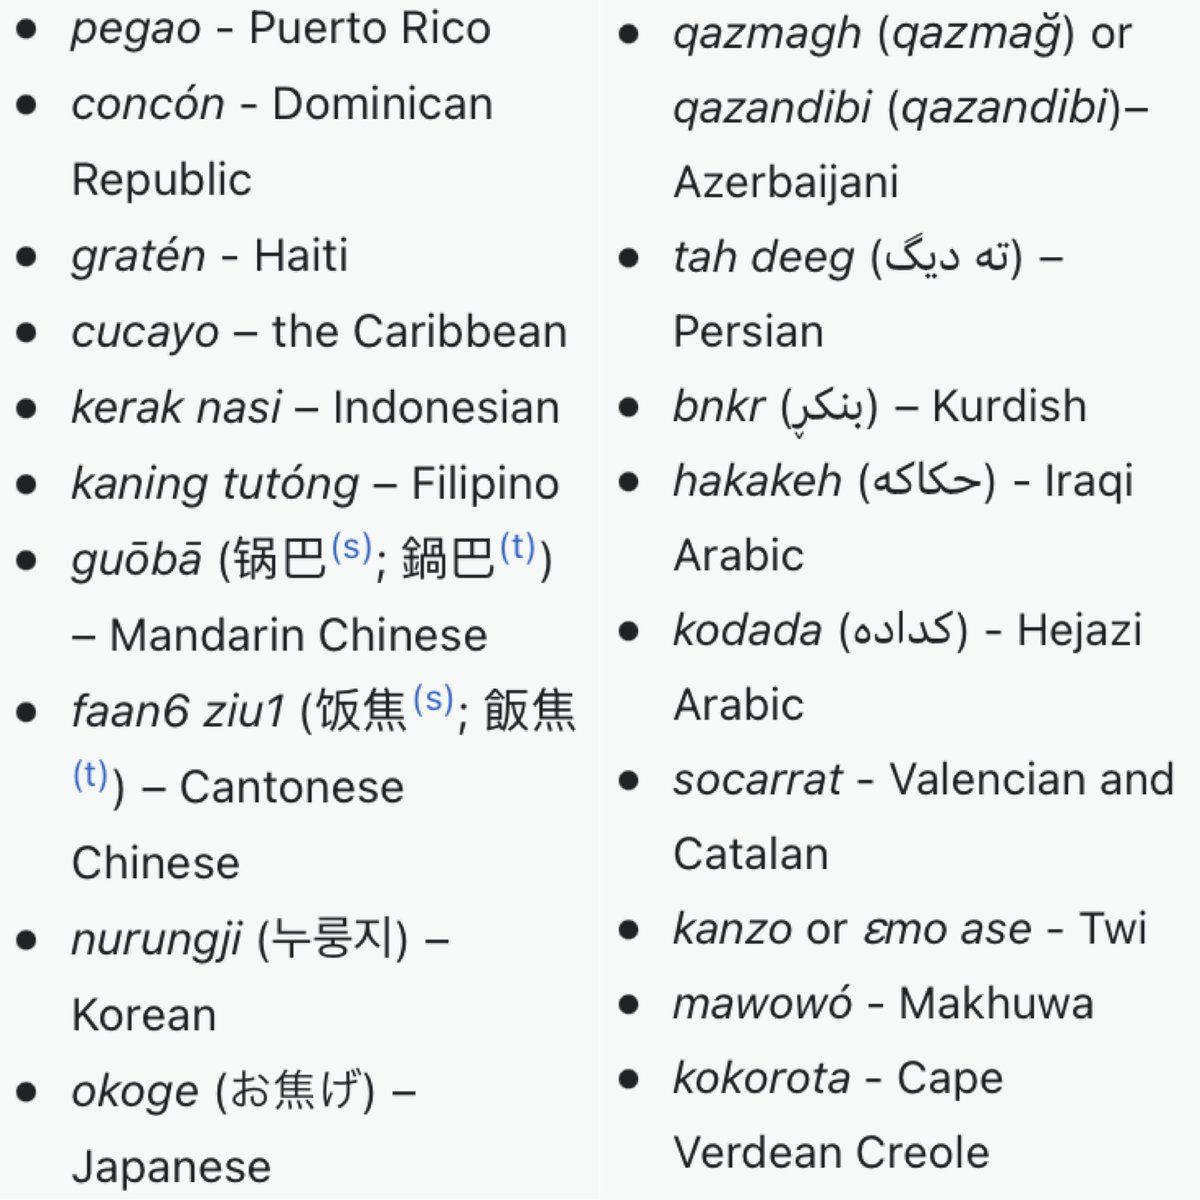 • pegao - Puerto Rico
• concón - Dominican
Republic
• gratén - Haiti
• cucayo – the Caribbean
• kerak nasi – Indonesian
• kaning tutóng – Filipino
• guōbā (锅巴(s); 鍋巴(t))
– Mandarin Chinese
• faan6 ziu1 (饭焦(s); 飯焦
(t)) – Cantonese
Chinese
• nurungji (누룽지) –
Korean
• okoge (お焦げ) –
Japanese
• qazmagh (qazmağ) or
qazandibi (qazandibi)–
Azerbaijani
• tah deeg (ته دیگ) –
Persian
• bnkr (بنکڕ) – Kurdish
• hakakeh (حكاكه) - Iraqi
Arabic
• kodada (كداده) - Hejazi
Arabic
• socarrat - Valencian and
Catalan
• kanzo or ɛmo ase - Twi
• mawowó - Makhuwa
• kokorota - Cape
Verdean Creole